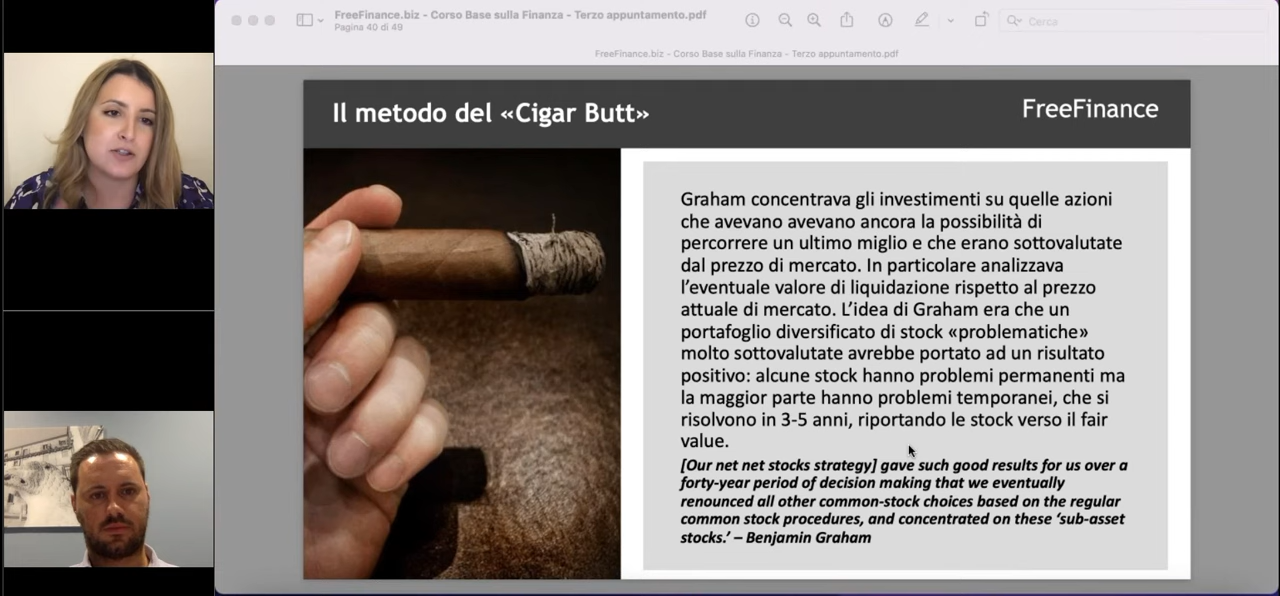 FreeFinance.biz - Corso Base sulla Finanza - Terzo appuntamento.pdf
Pagina 40 di 49
Cerca
FreeFinance.biz - Corso Base sulla Finanza - Terzo appuntamento.pdf
Il metodo del «Cigar Butt»
FreeFinance
Graham concentrava gli investimenti su quelle azioni
che avevano avevano ancora la possibilità di
percorrere un ultimo miglio e che erano sottovalutate
dal prezzo di mercato. In particolare analizzava
l'eventuale valore di liquidazione rispetto al prezzo
attuale di mercato. L'idea di Graham era che un
portafoglio diversificato di stock «problematiche»
molto sottovalutate avrebbe portato ad un risultato
positivo: alcune stock hanno problemi permanenti ma
la maggior parte hanno problemi temporanei, che si
risolvono in 3-5 anni, riportando le stock verso il fair
value.
[Our net net stocks strategy] gave such good results for us over a
forty-year period of decision making that we eventually
renounced all other common-stock choices based on the regular
common stock procedures, and concentrated on these 'sub-asset
stocks.' – Benjamin Graham